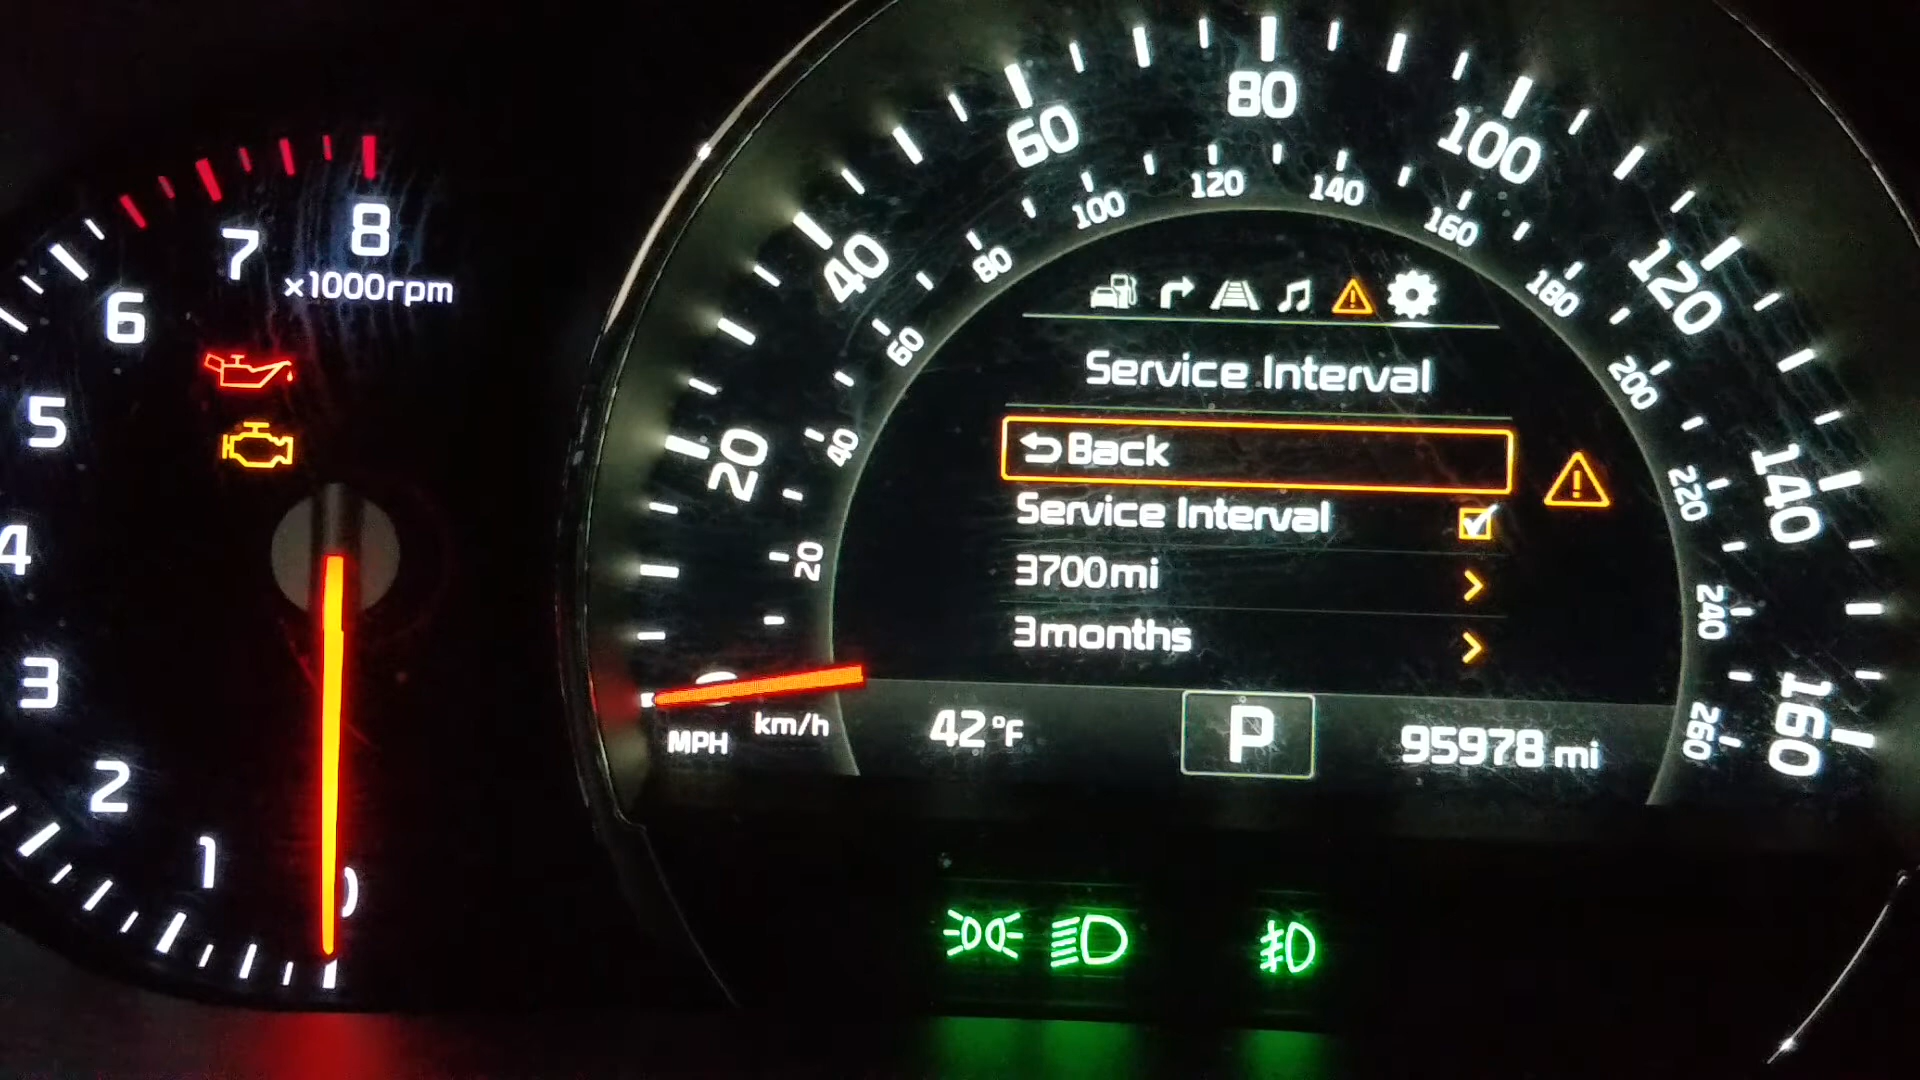 8
7
x1000rpm
6
5
4
3
2
1
0
80
60
100
40
120
20
140
160
MPH
120
140
100
160
80
180
60
200
40
220
20
240
260
km/h
Service Interval
Back
Service Interval
3700mi
3months
42°F
P
95978 mi